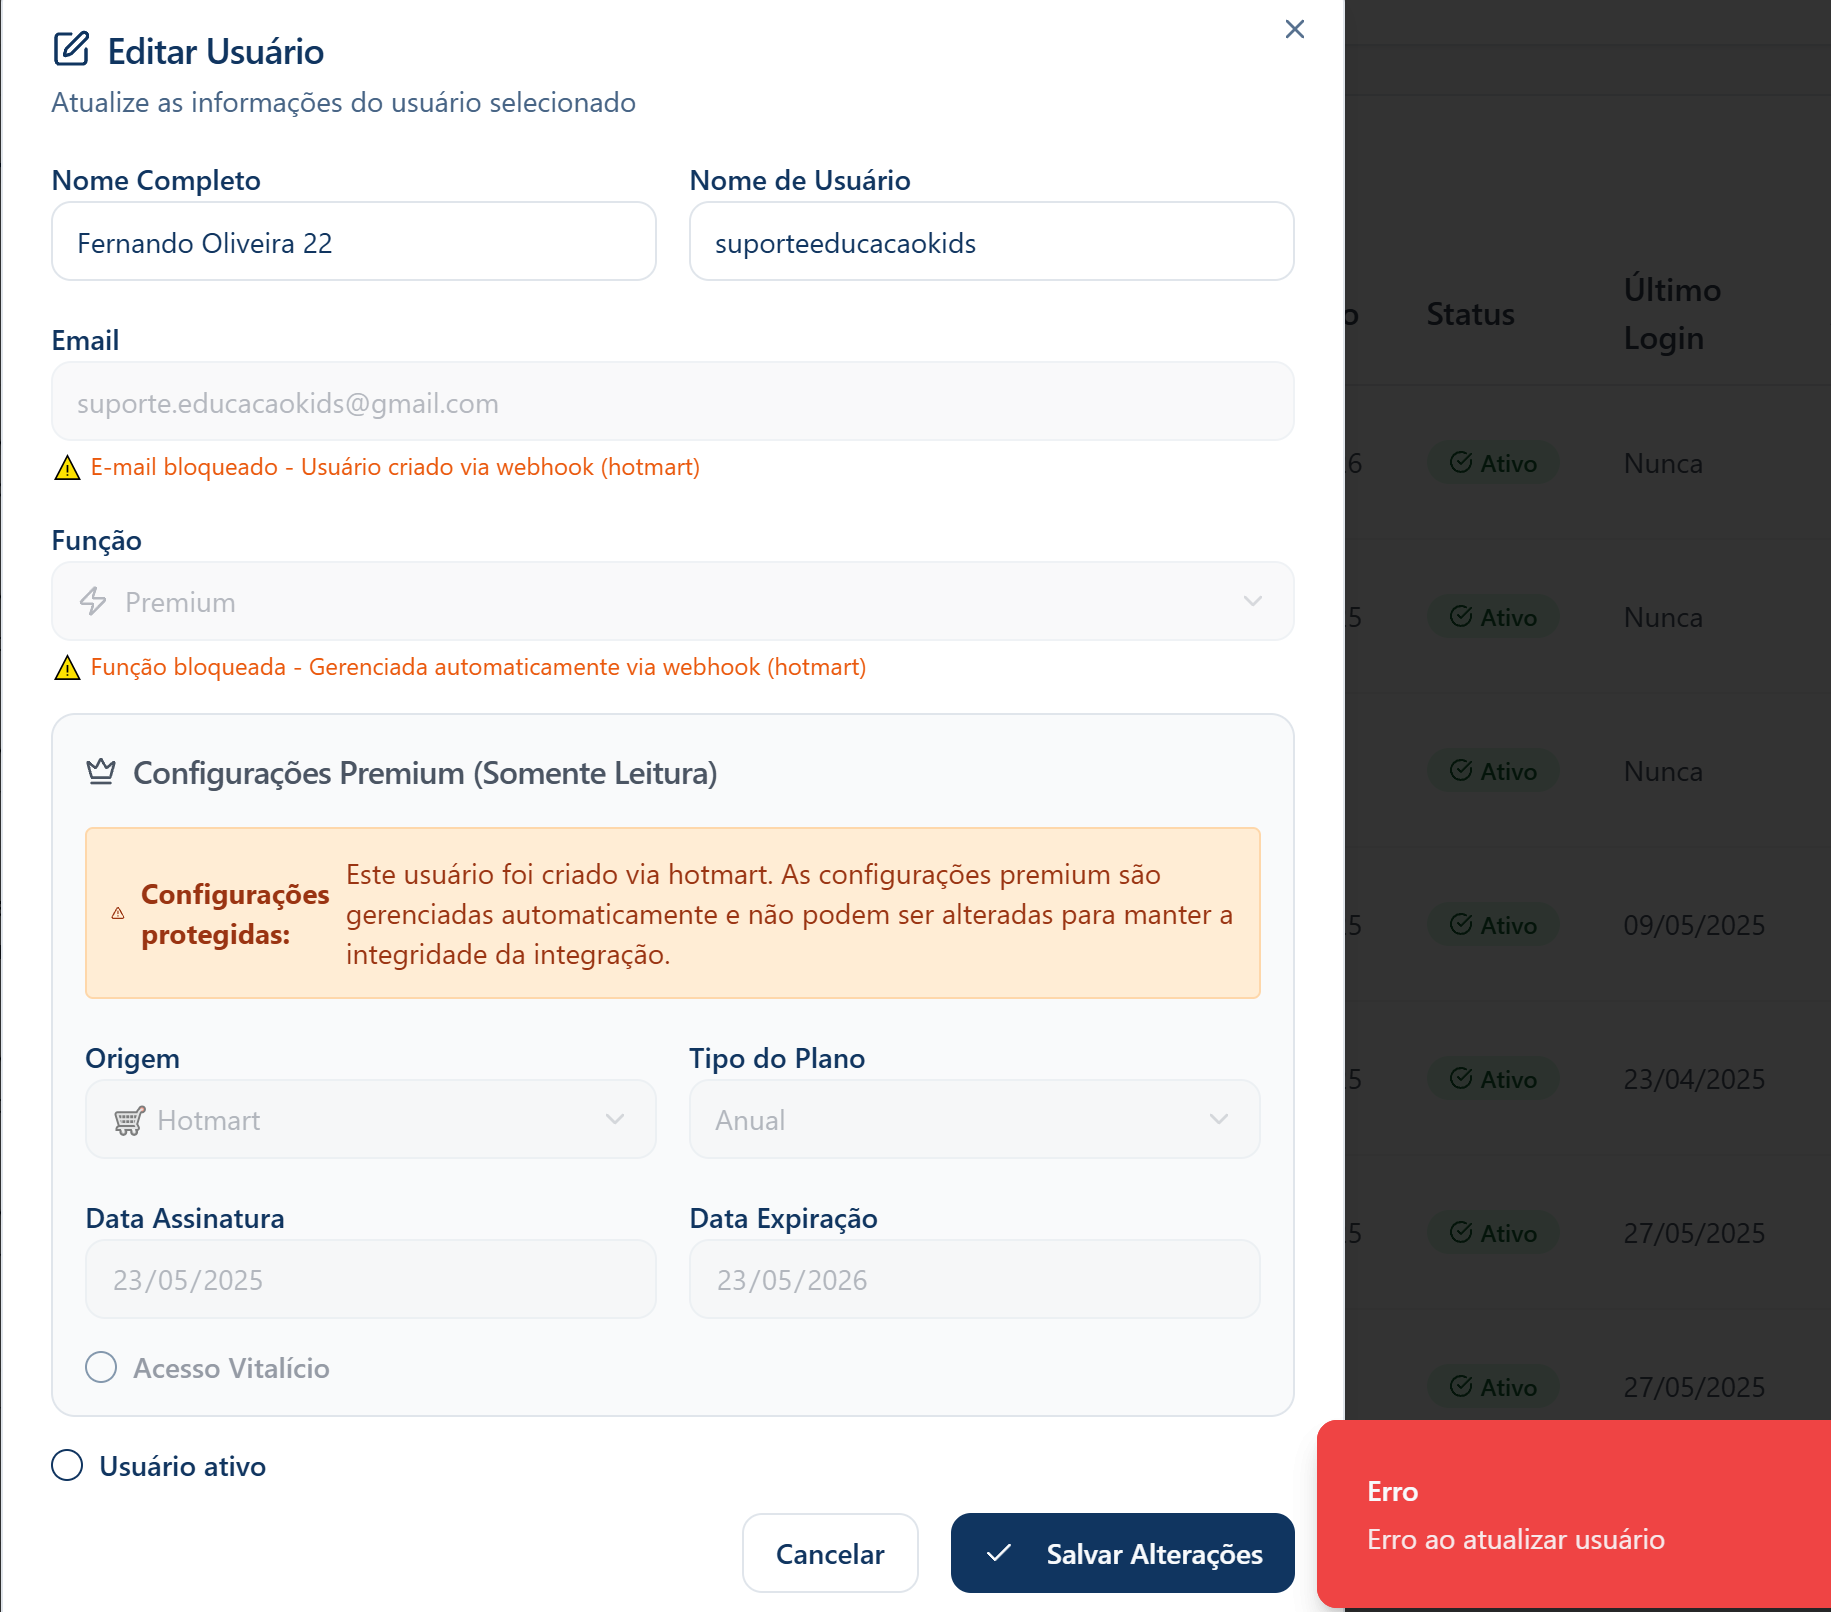 Editar Usuário
Atualize as informações do usuário selecionado
Nome Completo
Nome de Usuário
Fernando Oliveira 22
suporteeducacaokids
Email
suporte.educacaokids@gmail.com
E-mail bloqueado - Usuário criado via webhook (hotmart)
Função
Premium
Função bloqueada - Gerenciada automaticamente via webhook (hotmart)
Configurações Premium (Somente Leitura)
Configurações
protegidas:
Este usuário foi criado via hotmart. As configurações premium são
gerenciadas automaticamente e não podem ser alteradas para manter a
integridade da integração.
Origem
Tipo do Plano
Hotmart
Anual
Data Assinatura
Data Expiração
23/05/2025
23/05/2026
Acesso Vitalício
Usuário ativo
Cancelar
Salvar Alterações
o
Status
Último
Login
6
Ativo
Nunca
5
Ativo
Nunca
Ativo
Nunca
5
Ativo
09/05/2025
5
Ativo
23/04/2025
5
Ativo
27/05/2025
Ativo
27/05/2025
Erro
Erro ao atualizar usuário